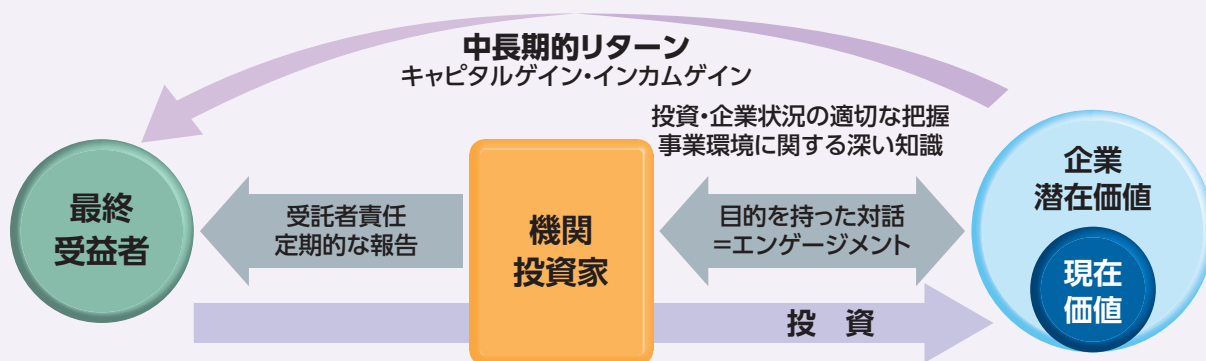 中長期的リターン
キャピタルゲイン・インカムゲイン
投資・企業状況の適切な把握
事業環境に関する深い知識
最終
受益者
受託者責任
定期的な報告
機関
投資家
目的を持った対話
=エンゲージメント
企業
潜在価値
現在
価値
投 資